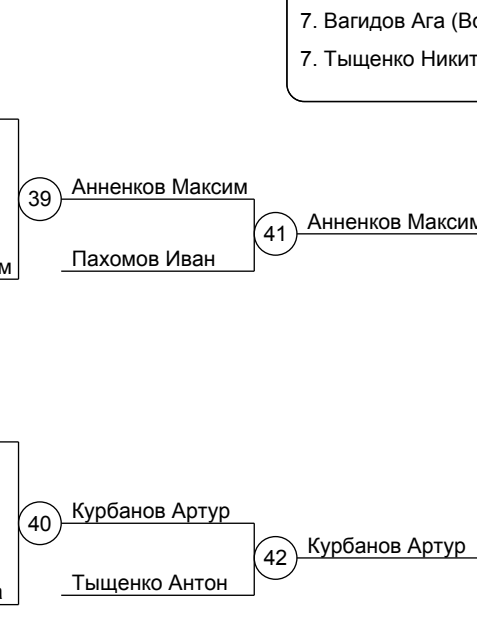 7. Вагидов Ага
7. Тыщенко
39
Анненков Максим
41
Анненков Максим
Пахомов Иван
40
Курбанов Артур
42
Курбанов Артур
Тыщенко Антон